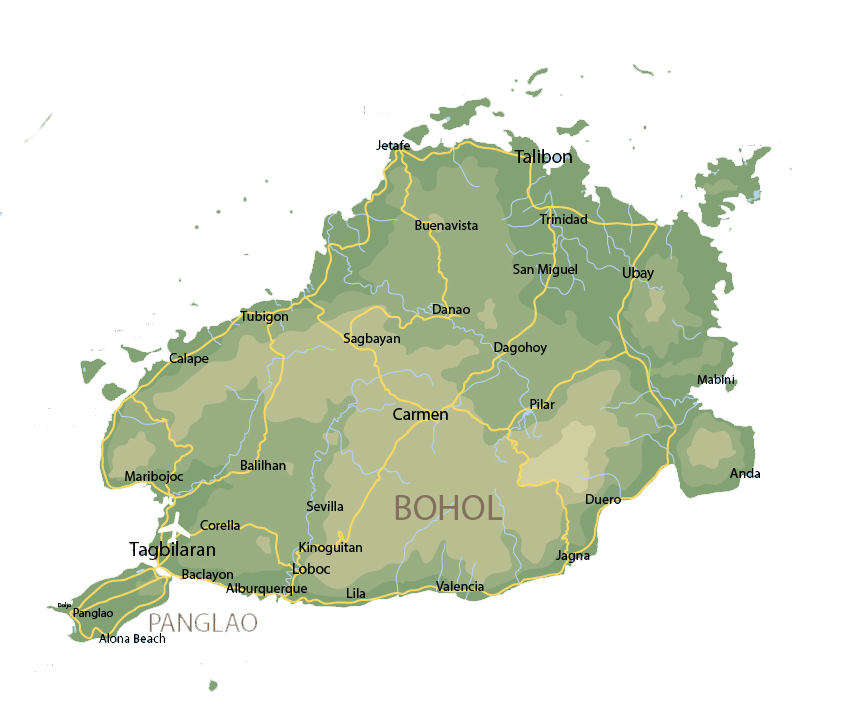 Jetafe
Talibon
Buenavista
Trinidad
San Miguel
Ubay
Danao
Tubigon
Sagbayan
Dagohoy
Calape
Mabini
Carmen
Pilar
Balilhan
Maribojoc
Anda
Sevilla
BOHOL
Duero
Corella
Kinoguitan
Tagbilaran
Jagna
Loboc
Baclayon
Alburquerque
Lila
Valencia
Doljo
Panglao
PANGLAO
Alona Beach